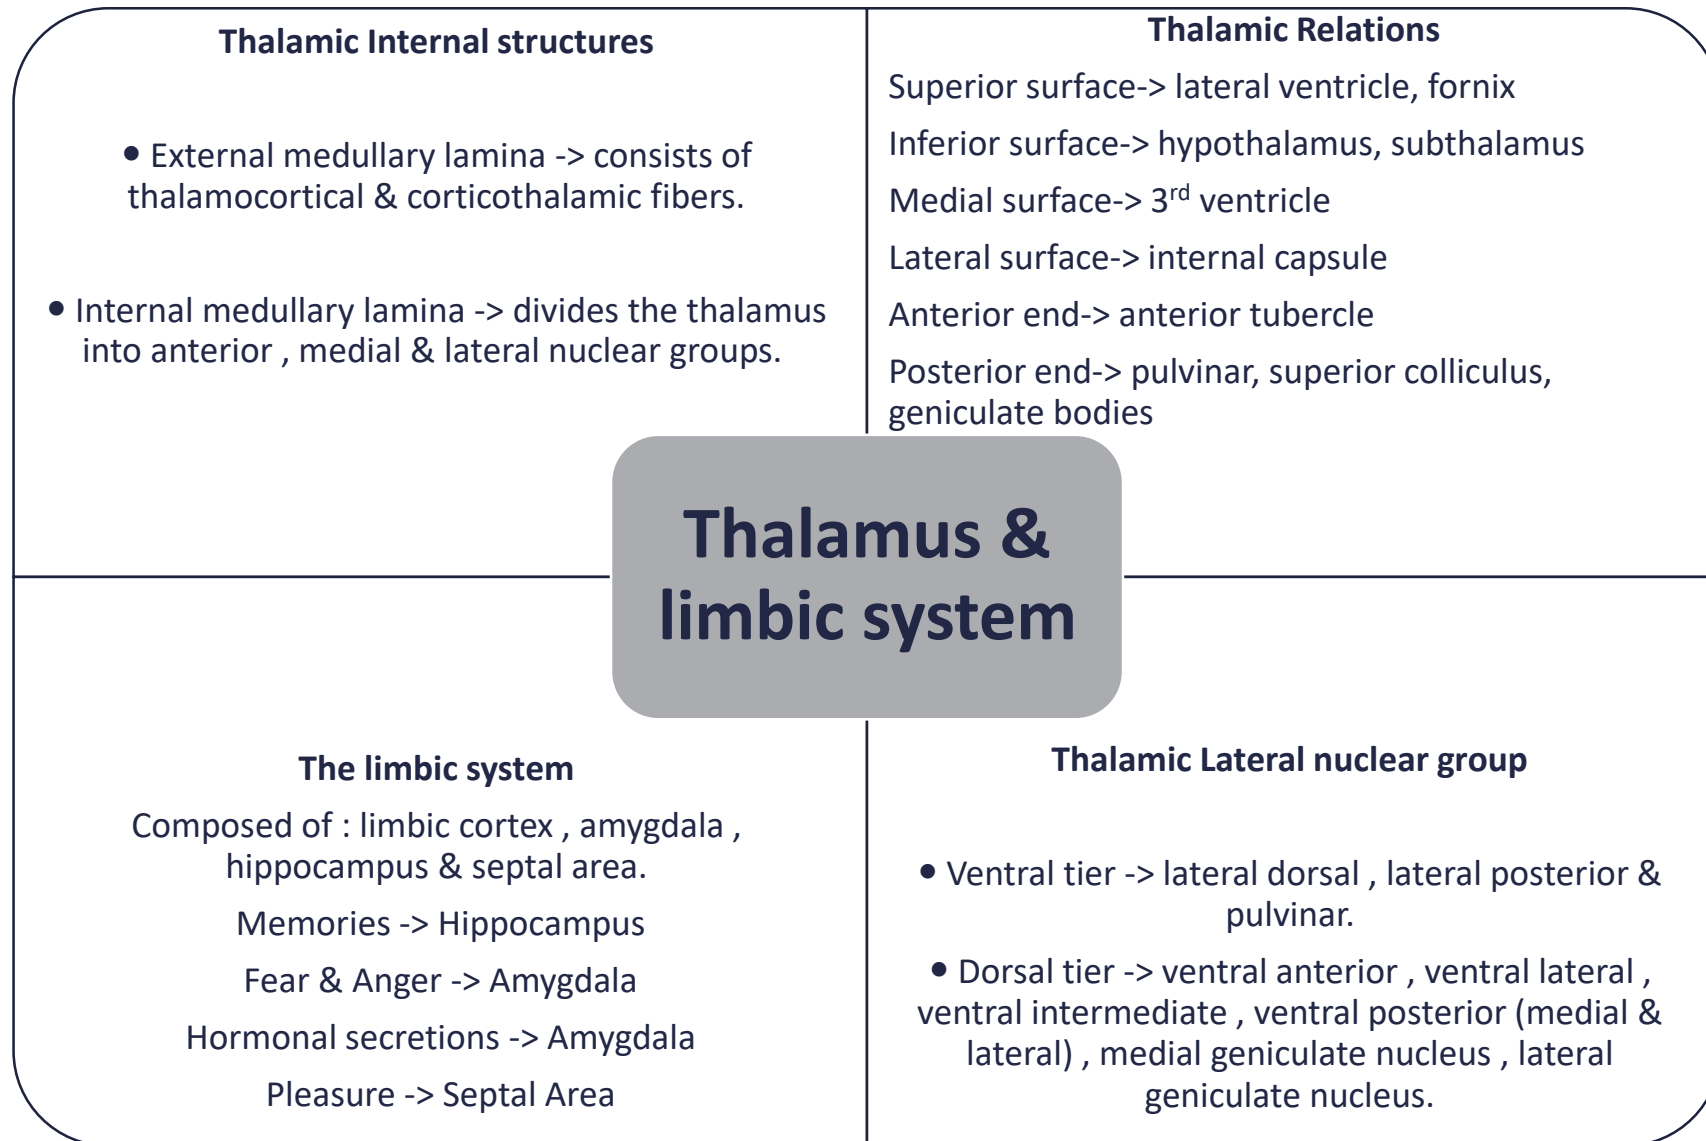 Thalamic Internal structures
● External medullary lamina -> consists of
thalamocortical & corticothalamic fibers.
● Internal medullary lamina -> divides the thalamus
into anterior , medial & lateral nuclear groups.
Thalamic Relations
Superior surface-> lateral ventricle, fornix
Inferior surface-> hypothalamus, subthalamus
Medial surface-> 3rd ventricle
Lateral surface-> internal capsule
Anterior end-> anterior tubercle
Posterior end-> pulvinar, superior colliculus,
geniculate bodies
Thalamus &
limbic system
The limbic system
Composed of : limbic cortex , amygdala ,
hippocampus & septal area.
Memories -> Hippocampus
Fear & Anger -> Amygdala
Hormonal secretions -> Amygdala
Pleasure -> Septal Area
Thalamic Lateral nuclear group
● Ventral tier -> lateral dorsal , lateral posterior &
pulvinar.
● Dorsal tier -> ventral anterior , ventral lateral ,
ventral intermediate , ventral posterior (medial &
lateral) , medial geniculate nucleus , lateral
geniculate nucleus.